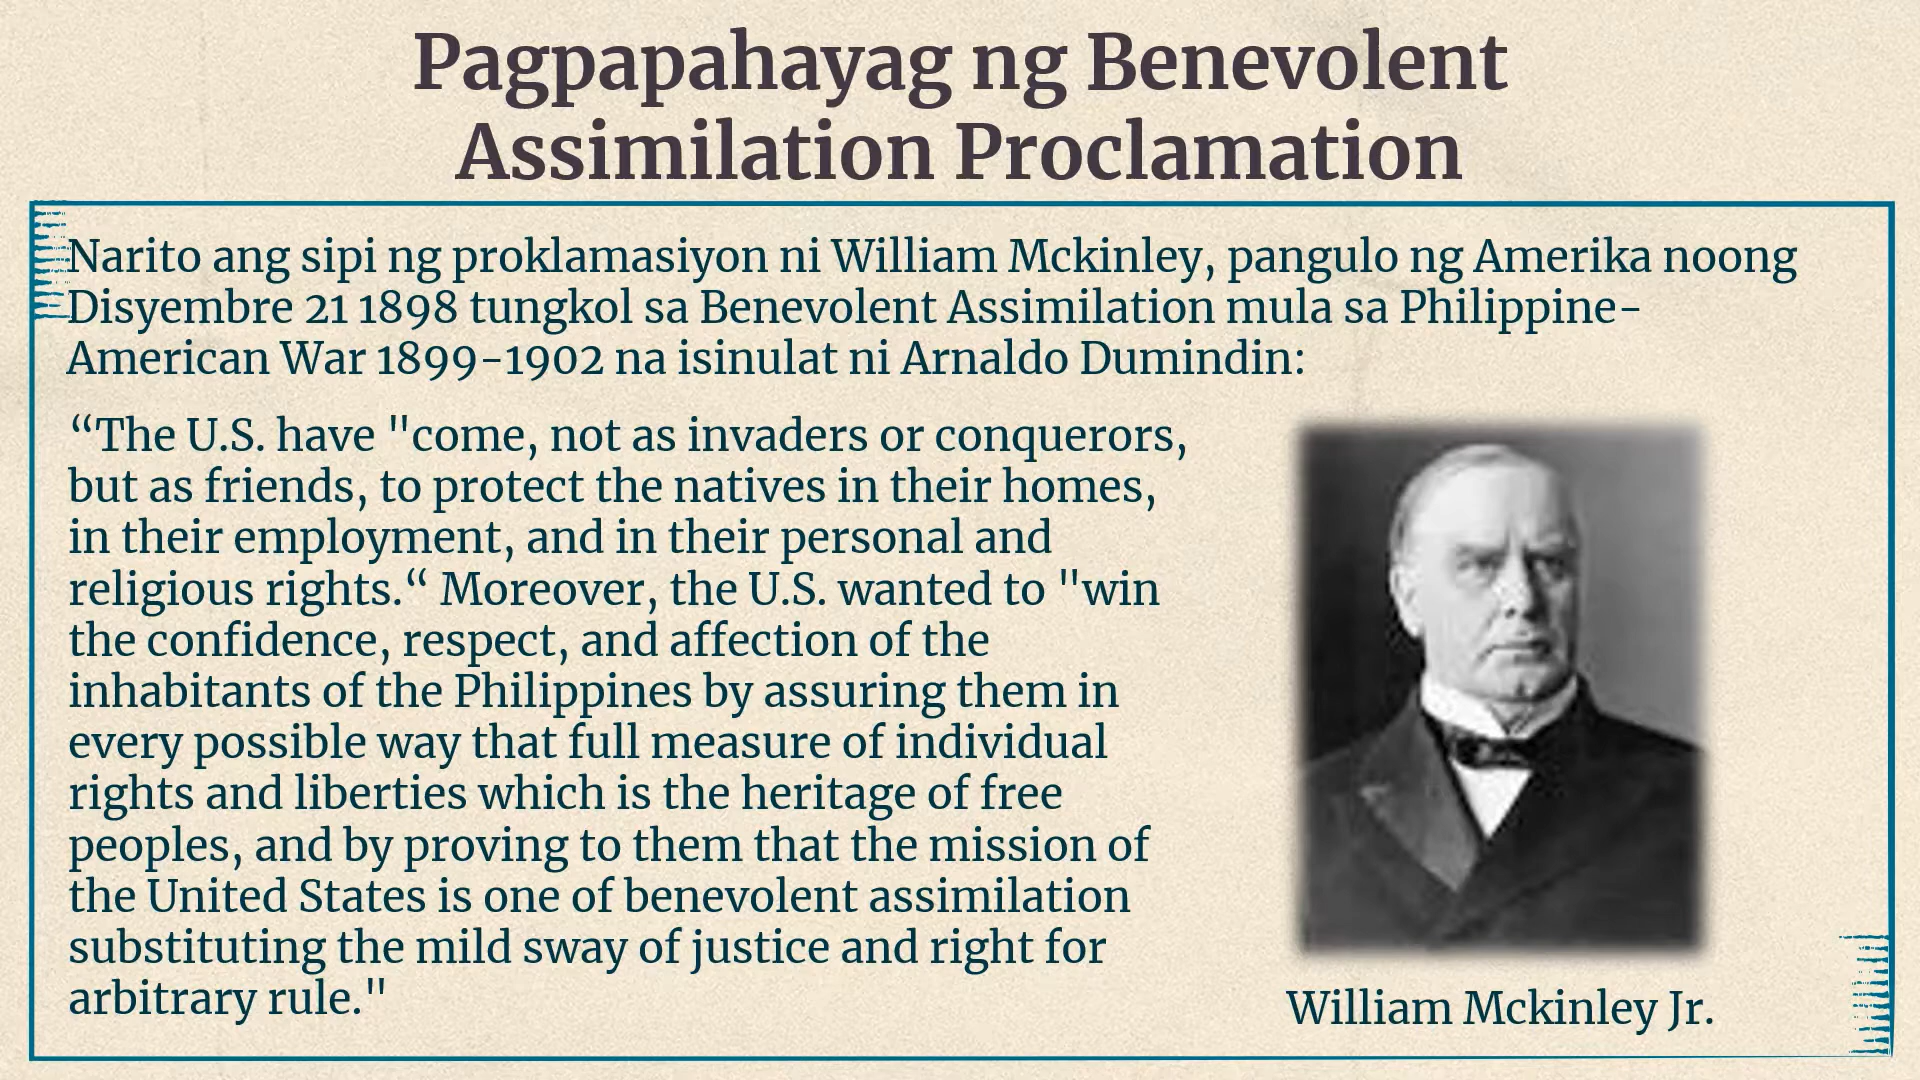 Pagpapahayag ng Benevolent
Assimilation Proclamation
Narito ang sipi ng proklamasiyon ni William Mckinley, pangulo ng Amerika noong
Disyembre 21 1898 tungkol sa Benevolent Assimilation mula sa Philippine-
American War 1899-1902 na isinulat ni Arnaldo Dumindin:
“The U.S. have "come, not as invaders or conquerors,
but as friends, to protect the natives in their homes,
in their employment, and in their personal and
religious rights.“ Moreover, the U.S. wanted to "win
the confidence, respect, and affection of the
inhabitants of the Philippines by assuring them in
every possible way that full measure of individual
rights and liberties which is the heritage of free
peoples, and by proving to them that the mission of
the United States is one of benevolent assimilation
substituting the mild sway of justice and right for
arbitrary rule."
William Mckinley Jr.